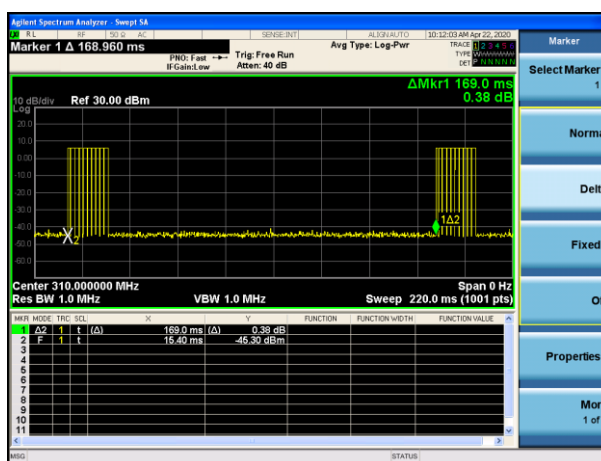 Agilent Spectrum Analyzer - Swept SA
RL RF 50 Ω AC SENSE:INT ALIGNAUTO 10:12:03 AM Apr 22, 2020
Marker 1 Δ 168.960 ms
PNO: Fast
IFGain:Low
Trig: Free Run
Atten: 40 dB
Avg Type: Log-Pwr
TRACE 1 2 3 4 5 6
TYPE
DET P N N N N N
ΔMkr1 169.0 ms
0.38 dB
10 dB/div Ref 30.00 dBm
Log
20.0
10.0
0.00
-10.0
-20.0
-30.0
-40.0
-50.0
-60.0
X2
1Δ2
Center 310.000000 MHz Span 0 Hz
Res BW 1.0 MHz VBW 1.0 MHz Sweep 220.0 ms (1001 pts)
MKR MODE TRC SCL X Y FUNCTION FUNCTION WIDTH FUNCTION VALUE
1 Δ2 1 t (Δ) 169.0 ms (Δ) 0.38 dB
2 F 1 t 15.40 ms -45.30 dBm
3
4
5
6
7
8
9
10
11
MSG STATUS
Marker
Select Marker
1
Norma
Delt
Fixed
Of
Properties
Mor
1 of